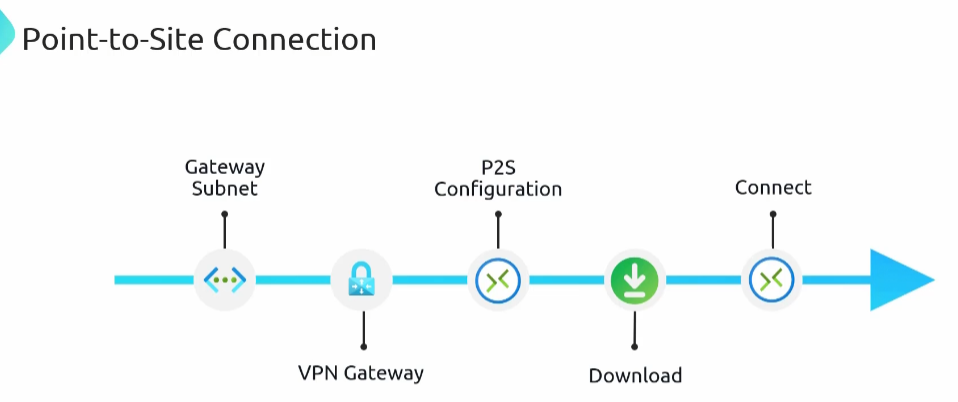 Point-to-Site Connection
Gateway
Subnet
VPN Gateway
P2S
Configuration
Download
Connect